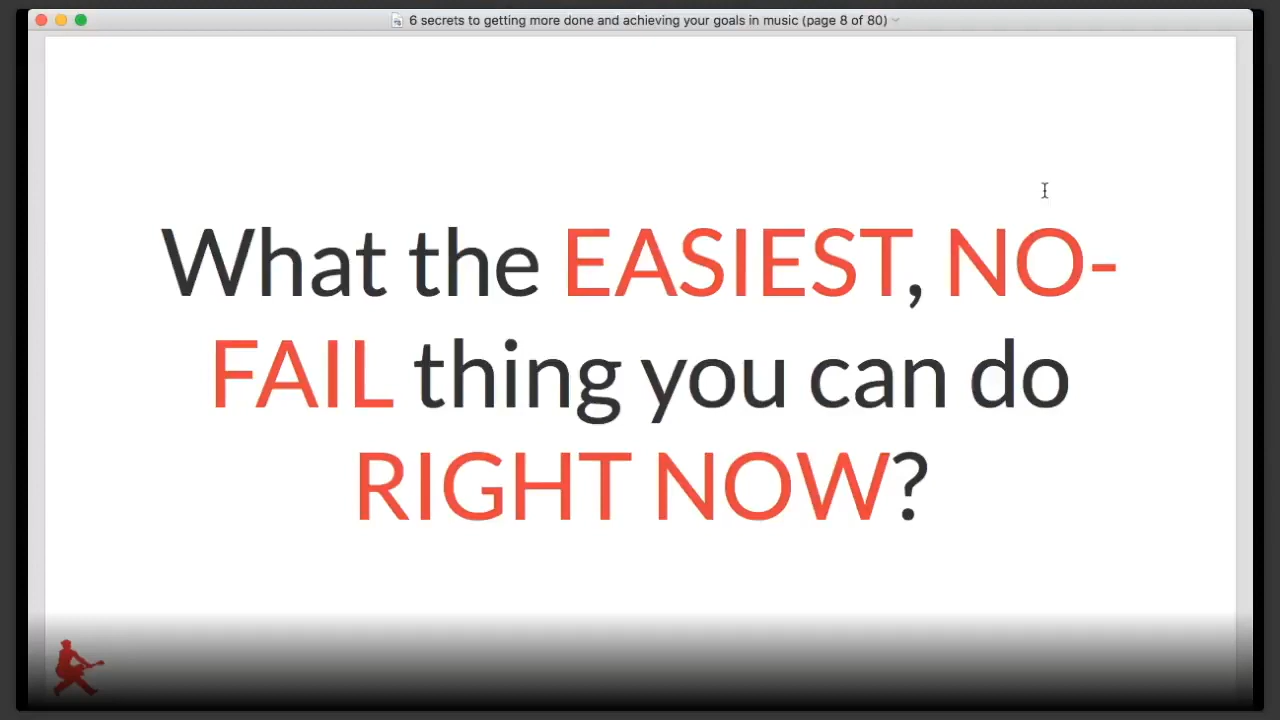 6 secrets to getting more done and achieving your goals in music (page 8 of 80)
What the EASIEST, NO-
FAIL thing you can do
RIGHT NOW?